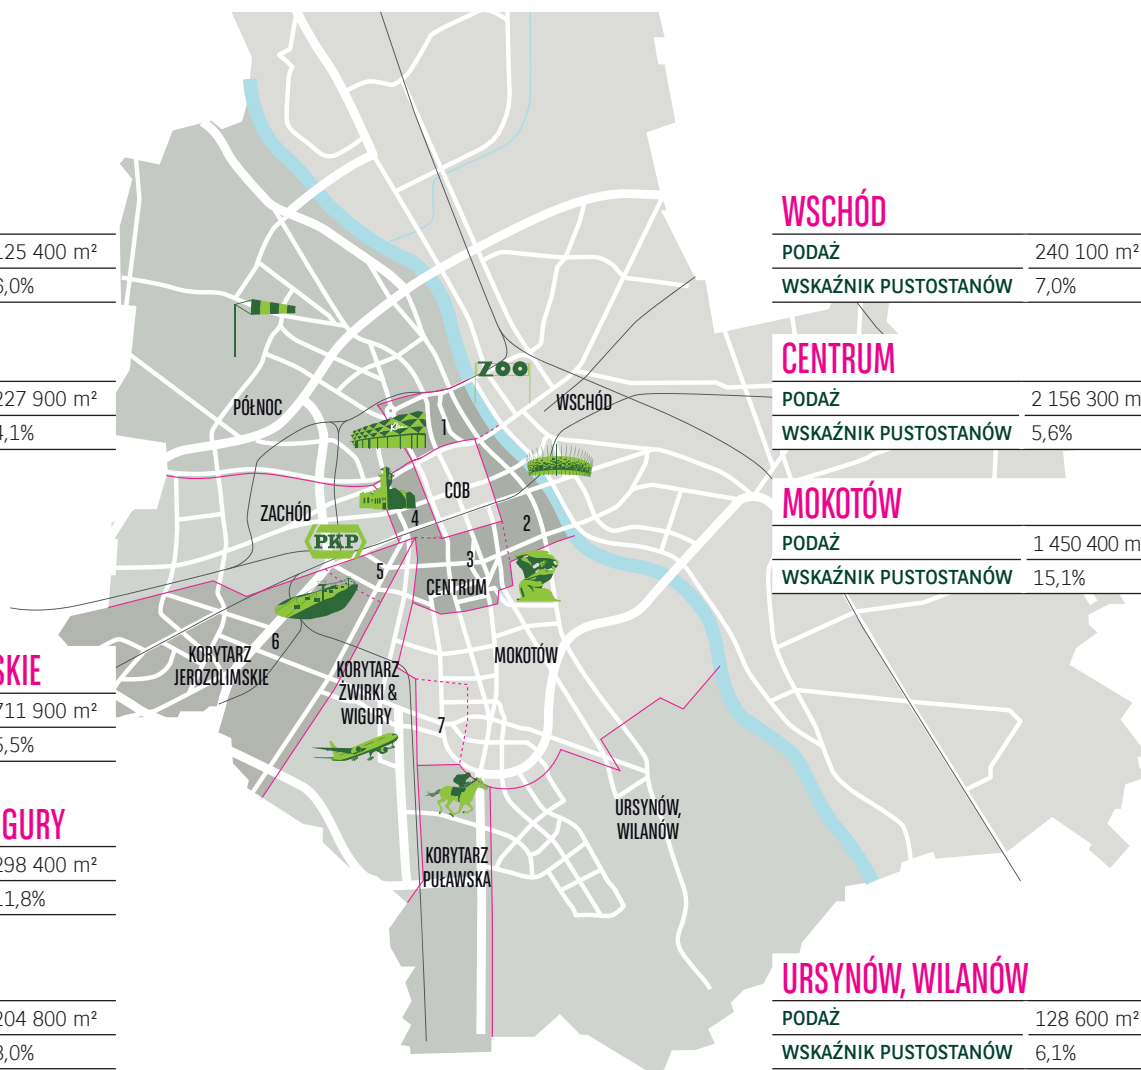 125 400 m²
6,0%
227 900 m²
4,1%
SKIE
711 900 m²
5,5%
GURY
298 400 m²
11,8%
204 800 m²
WSCHÓD
PODAŻ 240 100 m²
WSKAŹNIK PUSTOSTANÓW 7,0%
CENTRUM
PODAŻ 2 156 300 m
WSKAŹNIK PUSTOSTANÓW 5,6%
MOKOTÓW
PODAŻ 1 450 400 m
WSKAŹNIK PUSTOSTANÓW 15,1%
URSYNÓW, WILANÓW
PODAŻ 128 600 m²
WSKAŹNIK PUSTOSTANÓW 6,1%
ZOO
PÓŁNOC
WSCHÓD
1
COB
ZACHÓD
4
2
PKP
3
5
CENTRUM
6
KORYTARZ
JEROZOLIMSKIE
MOKOTÓW
KORYTARZ
ŻWIRKI &
WIGURY
7
URSYNÓW,
WILANÓW
KORYTARZ
PUŁAWSKA